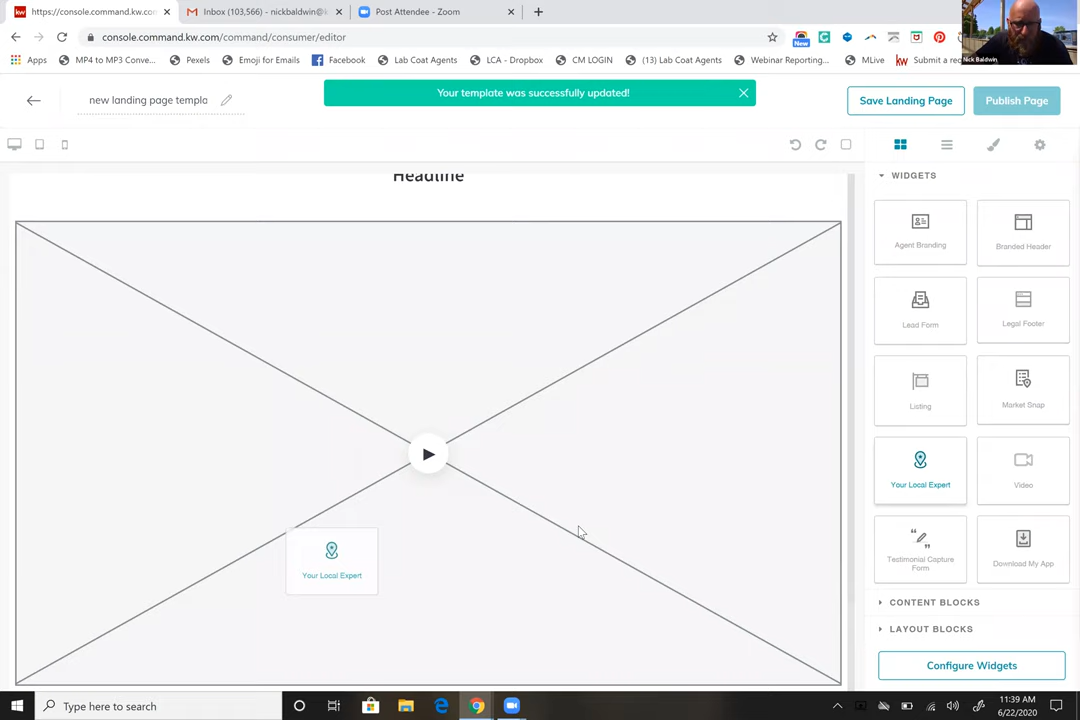 https://console.command.kw.co
Inbox (103,566) - nickbaldwin@k
Post Attendee - Zoom
console.command.kw.com/command/consumer/editor
New
Apps
MP4 to MP3 Conve...
Pexels
Emoji for Emails
Facebook
Lab Coat Agents
LCA - Dropbox
CM LOGIN
(13) Lab Coat Agents
Webinar Reporting...
MLive
kw Submit a re
Nick Baldwin
new landing page templa
Your template was successfully updated!
Save Landing Page
Publish Page
WIDGETS
Headline
Agent Branding
Branded Header
Lead Form
Legal Footer
Listing
Market Snap
Your Local Expert
Video
Your Local Expert
Testimonial Capture
Form
Download My App
CONTENT BLOCKS
LAYOUT BLOCKS
Configure Widgets
Type here to search
11:39 AM
6/22/2020